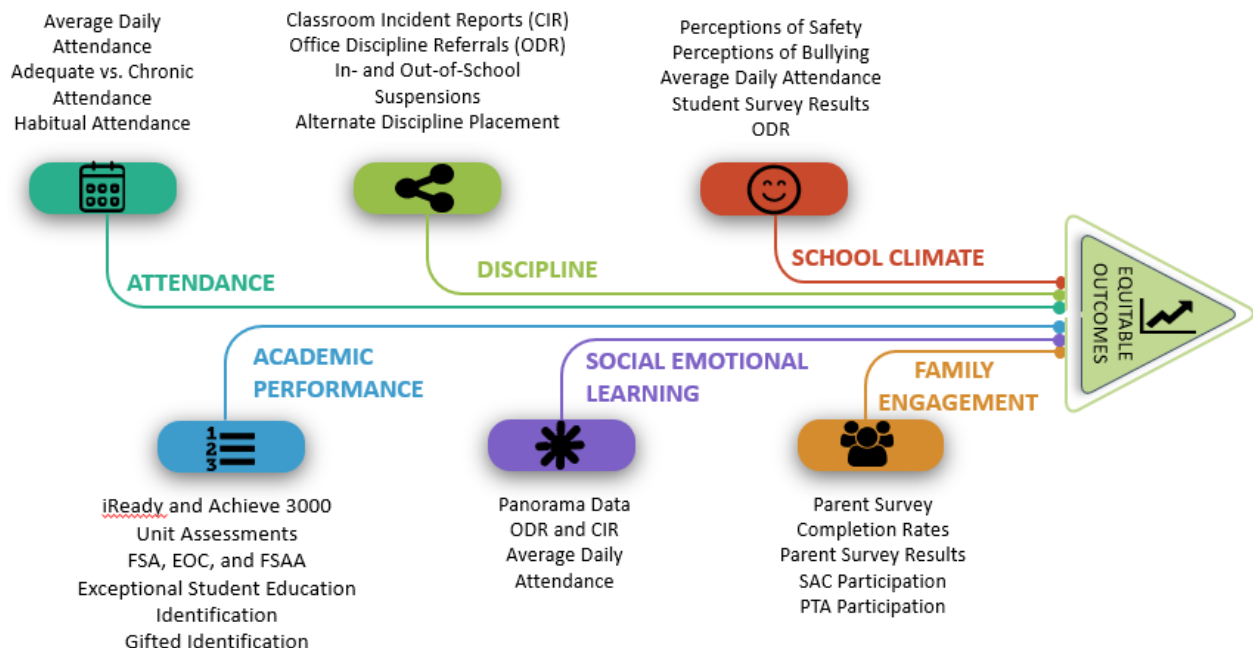 Average Daily
Attendance
Adequate vs. Chronic
Attendance
Habitual Attendance
ATTENDANCE
Classroom Incident Reports (CIR)
Office Discipline Referrals (ODR)
In- and Out-of-School
Suspensions
Alternate Discipline Placement
DISCIPLINE
Perceptions of Safety
Perceptions of Bullying
Average Daily Attendance
Student Survey Results
ODR
SCHOOL CLIMATE
EQUITABLE
OUTCOMES
ACADEMIC
PERFORMANCE
1
2
3
iReady and Achieve 3000
Unit Assessments
FSA, EOC, and FSAA
Exceptional Student Education
Identification
Gifted Identification
SOCIAL EMOTIONAL
LEARNING
Panorama Data
ODR and CIR
Average Daily
Attendance
FAMILY
ENGAGEMENT
Parent Survey
Completion Rates
Parent Survey Results
SAC Participation
PTA Participation